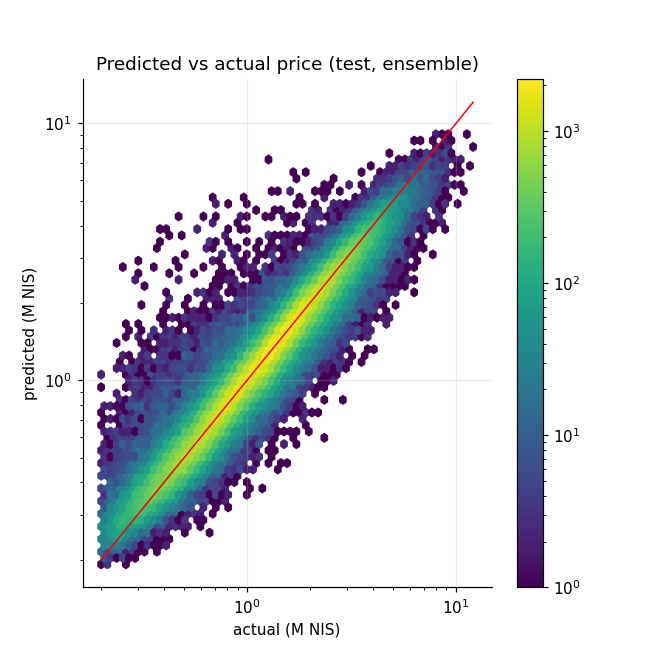 Predicted vs actual price (test, ensemble)
predicted (M NIS)
10¹
10⁰
10⁰
10¹
actual (M NIS)
10³
10²
10¹
10⁰